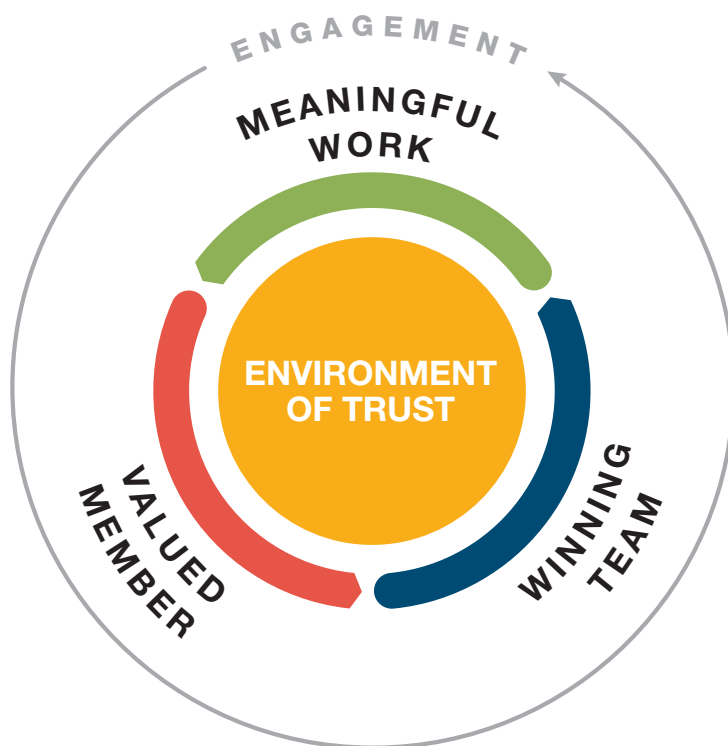 ENGAGEMENT
MEANINGFUL
WORK
ENVIRONMENT
OF TRUST
VALUED
MEMBER
WINNING
TEAM